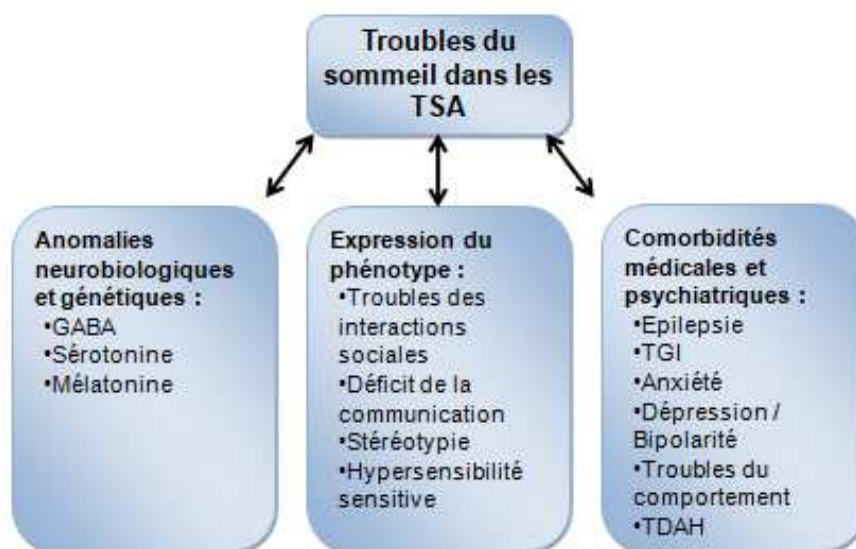 Troubles du
sommeil dans les
TSA
Anomalies
neurobiologiques
et génétiques :
•GABA
•Sérotonine
•Mélatonine
Expression du
phénotype :
•Troubles des
interactions
sociales
•Déficit de la
communication
•Stéréotypie
•Hypersensibilité
sensitive
Comorbidités
médicales et
psychiatriques :
•Epilepsie
•TGI
•Anxiété
•Dépression /
Bipolarité
•Troubles du
comportement
•TDAH